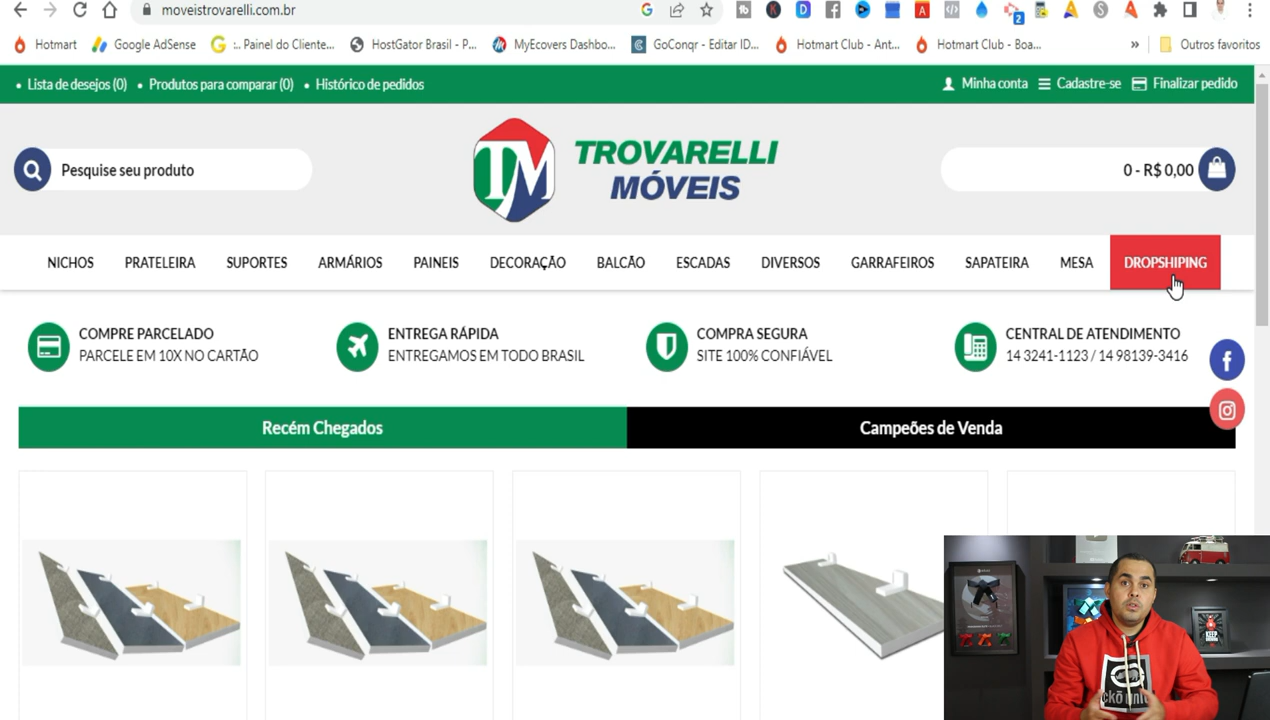 moveistrovarelli.com.br
Hotmart
Google AdSense
:.. Painel do Cliente...
HostGator Brasil - P...
MyEcovers Dashbo...
GoConqr - Editar ID...
Hotmart Club - Ant...
Hotmart Club - Boa...
»
Outros favoritos
• Lista de desejos (0) • Produtos para comparar (0) • Histórico de pedidos
Minha conta
Cadastre-se
Finalizar pedido
Pesquise seu produto
TM
TROVARELLI
MÓVEIS
0 - R$ 0,00
NICHOS PRATELEIRA SUPORTES ARMÁRIOS PAINEIS DECORAÇÃO BALCÃO ESCADAS DIVERSOS GARRAFEIROS SAPATEIRA MESA DROPSHIPING
COMPRE PARCELADO
PARCELE EM 10X NO CARTÃO
ENTREGA RÁPIDA
ENTREGAMOS EM TODO BRASIL
COMPRA SEGURA
SITE 100% CONFIÁVEL
CENTRAL DE ATENDIMENTO
14 3241-1123 / 14 98139-3416
Recém Chegados
Campeões de Venda
KEEP